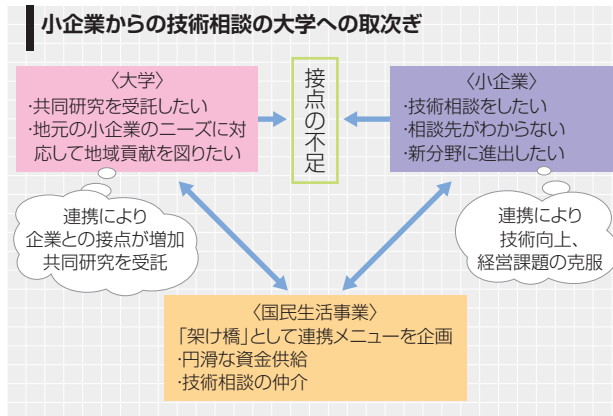 小企業からの技術相談の大学への取次ぎ
〈大学〉
･共同研究を受託したい
･地元の小企業のニーズに対
応して地域貢献を図りたい
接点の不足
〈小企業〉
･技術相談をしたい
･相談先がわからない
･新分野に進出したい
連携により
企業との接点が増加
共同研究を受託
連携により
技術向上、
経営課題の克服
〈国民生活事業〉
「架け橋」として連携メニューを企画
･円滑な資金供給
･技術相談の仲介